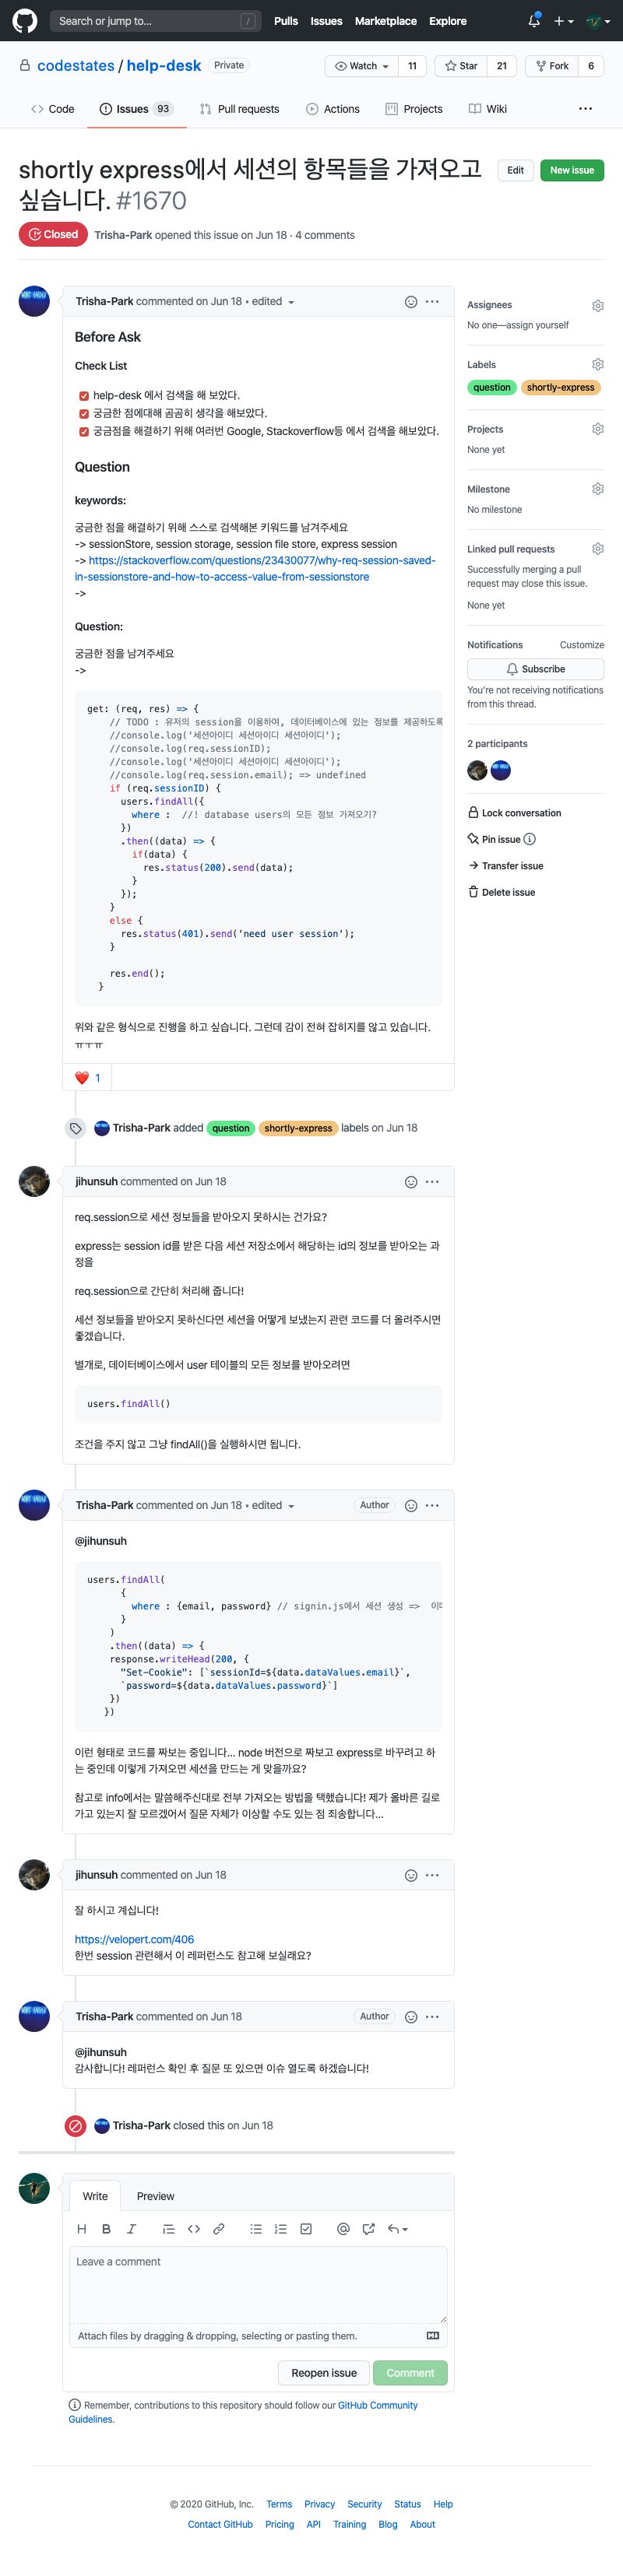 Search or jump to... /
Pulls Issues Marketplace Explore
codestates / help-desk Private
Watch 11 Star 21 Fork 6
Code Issues 93 Pull requests Actions Projects Wiki ...
shortly express에서 세션의 항목들을 가져오고
싶습니다. #1670
Edit New issue
Closed Trisha-Park opened this issue on Jun 18 · 4 comments
Trisha-Park commented on Jun 18 • edited
Before Ask
Check List
help-desk 에서 검색을 해 보았다.
궁금한 점에대해 곰곰히 생각을 해보았다.
궁금점을 해결하기 위해 여러번 Google, Stackoverflow등 에서 검색을 해보았다.
Question
keywords:
궁금한 점을 해결하기 위해 스스로 검색해본 키워드를 남겨주세요
-> sessionStore, session storage, session file store, express session
-> https://stackoverflow.com/questions/23430077/why-req-session-saved-
in-sessionstore-and-how-to-access-value-from-sessionstore
->
Question:
궁금한 점을 남겨주세요
->
get: (req, res) => {
// TODO : 유저의 session을 이용하여, 데이터베이스에 있는 정보를 제공하도록
//console.log('세션아이디 세션아이디 세션아이디');
//console.log(req.sessionID);
//console.log('세션아이디 세션아이디 세션아이디');
//console.log(req.session.email); => undefined
if (req.sessionID) {
users.findAll({
where : //! database users의 모든 정보 가져오기?
})
.then((data) => {
if(data) {
res.status(200).send(data);
}
});
}
else {
res.status(401).send('need user session');
}
res.end();
}
위와 같은 형식으로 진행을 하고 싶습니다. 그런데 감이 전혀 잡히지를 않고 있습니다.
ㅠㅜㅠ
❤️ 1
Assignees
No one—assign yourself
Labels
question shortly-express
Projects
None yet
Milestone
No milestone
Linked pull requests
Successfully merging a pull
request may close this issue.
None yet
Notifications Customize
Subscribe
You're not receiving notifications
from this thread.
2 participants
Lock conversation
Pin issue
Transfer issue
Delete issue
Trisha-Park added question shortly-express labels on Jun 18
jihunsuh commented on Jun 18
req.session으로 세션 정보들을 받아오지 못하시는 건가요?
express는 session id를 받은 다음 세션 저장소에서 해당하는 id의 정보를 받아오는 과
정을
req.session으로 간단히 처리해 줍니다!
세션 정보들을 받아오지 못하신다면 세션을 어떻게 보냈는지 관련 코드를 더 올려주시면
좋겠습니다.
별개로, 데이터베이스에서 user 테이블의 모든 정보를 받아오려면
users.findAll()
조건을 주지 않고 그냥 findAll()을 실행하시면 됩니다.
Trisha-Park commented on Jun 18 • edited Author
@jihunsuh
users.findAll(
{
where : {email, password} // signin.js에서 세션 생성 => 이미
}
)
.then((data) => {
response.writeHead(200, {
"Set-Cookie": [`sessionId=${data.dataValues.email}`,
`password=${data.dataValues.password}`]
})
})
이런 형태로 코드를 짜보는 중입니다... node 버전으로 짜보고 express로 바꾸려고 하
는 중인데 이렇게 가져오면 세션을 만드는 게 맞을까요?
참고로 info에서는 말씀해주신대로 전부 가져오는 방법을 택했습니다! 제가 올바른 길로
가고 있는지 잘 모르겠어서 질문 자체가 이상할 수도 있는 점 죄송합니다...
jihunsuh commented on Jun 18
잘 하시고 계십니다!
https://velopert.com/406
한번 session 관련해서 이 레퍼런스도 참고해 보실래요?
Trisha-Park commented on Jun 18 Author
@jihunsuh
감사합니다! 레퍼런스 확인 후 질문 또 있으면 이슈 열도록 하겠습니다!
Trisha-Park closed this on Jun 18
Write Preview
Leave a comment
Attach files by dragging & dropping, selecting or pasting them.
Reopen issue Comment
Remember, contributions to this repository should follow our GitHub Community
Guidelines.
© 2020 GitHub, Inc. Terms Privacy Security Status Help
Contact GitHub Pricing API Training Blog About